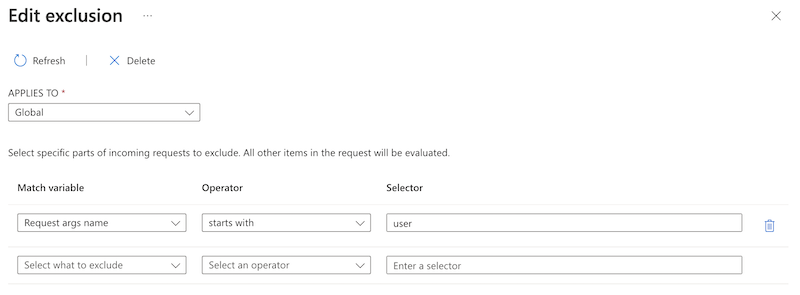 Edit exclusion ...
Refresh | Delete
APPLIES TO *
Global
Select specific parts of incoming requests to exclude. All other items in the request will be evaluated.
Match variable Operator Selector
Request args name starts with user
Select what to exclude Select an operator Enter a selector